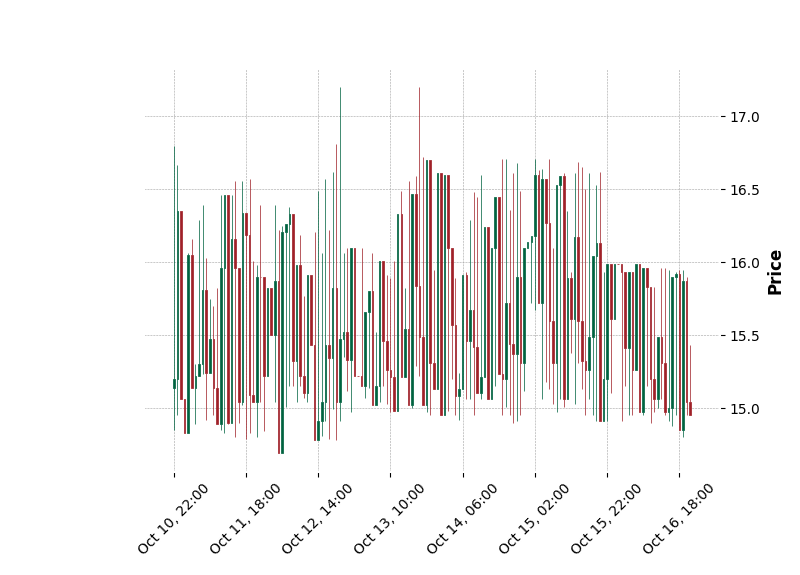 17.0
16.5
16.0
15.5
15.0
Price
Oct 10, 22:00
Oct 11, 18:00
Oct 12, 14:00
Oct 13, 10:00
Oct 14, 06:00
Oct 15, 02:00
Oct 15, 22:00
Oct 16, 18:00